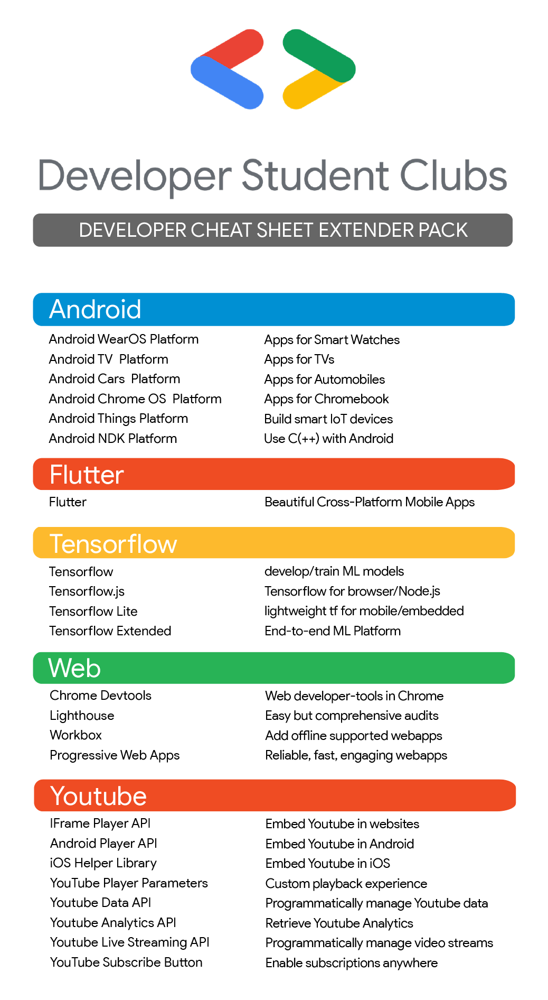 Developer Student Clubs
DEVELOPER CHEAT SHEET EXTENDER PACK
Android
Android WearOS Platform Apps for Smart Watches
Android TV Platform Apps for TVs
Android Cars Platform Apps for Automobiles
Android Chrome OS Platform Apps for Chromebook
Android Things Platform Build smart IoT devices
Android NDK Platform Use C(++) with Android
Flutter
Flutter Beautiful Cross-Platform Mobile Apps
Tensorflow
Tensorflow develop/train ML models
Tensorflow.js Tensorflow for browser/Node.js
Tensorflow Lite lightweight tf for mobile/embedded
Tensorflow Extended End-to-end ML Platform
Web
Chrome Devtools Web developer-tools in Chrome
Lighthouse Easy but comprehensive audits
Workbox Add offline supported webapps
Progressive Web Apps Reliable, fast, engaging webapps
Youtube
IFrame Player API Embed Youtube in websites
Android Player API Embed Youtube in Android
iOS Helper Library Embed Youtube in iOS
YouTube Player Parameters Custom playback experience
Youtube Data API Programmatically manage Youtube data
Youtube Analytics API Retrieve Youtube Analytics
Youtube Live Streaming API Programmatically manage video streams
YouTube Subscribe Button Enable subscriptions anywhere